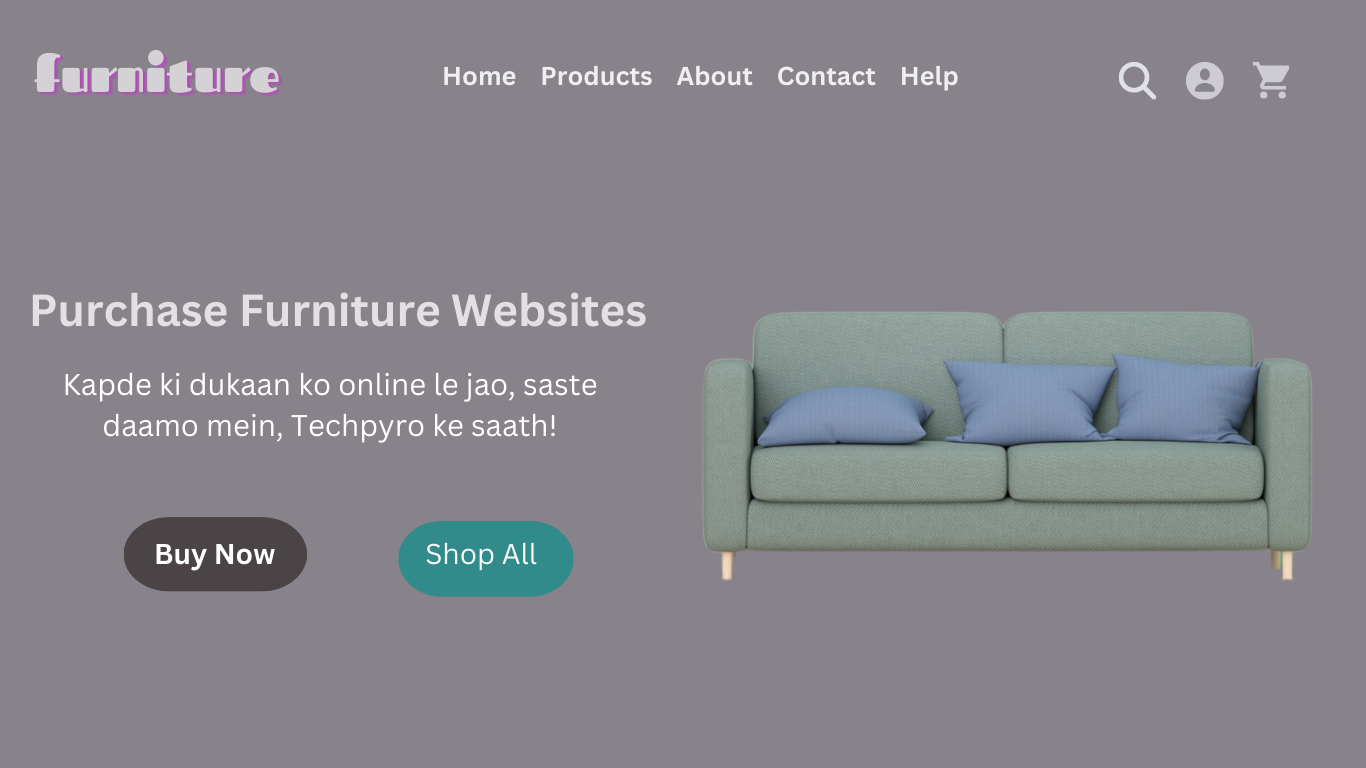 furniture
Home Products About Contact Help
Purchase Furniture Websites
Kapde ki dukaan ko online le jao, saste
daamo mein, Techpyro ke saath!
Buy Now
Shop All